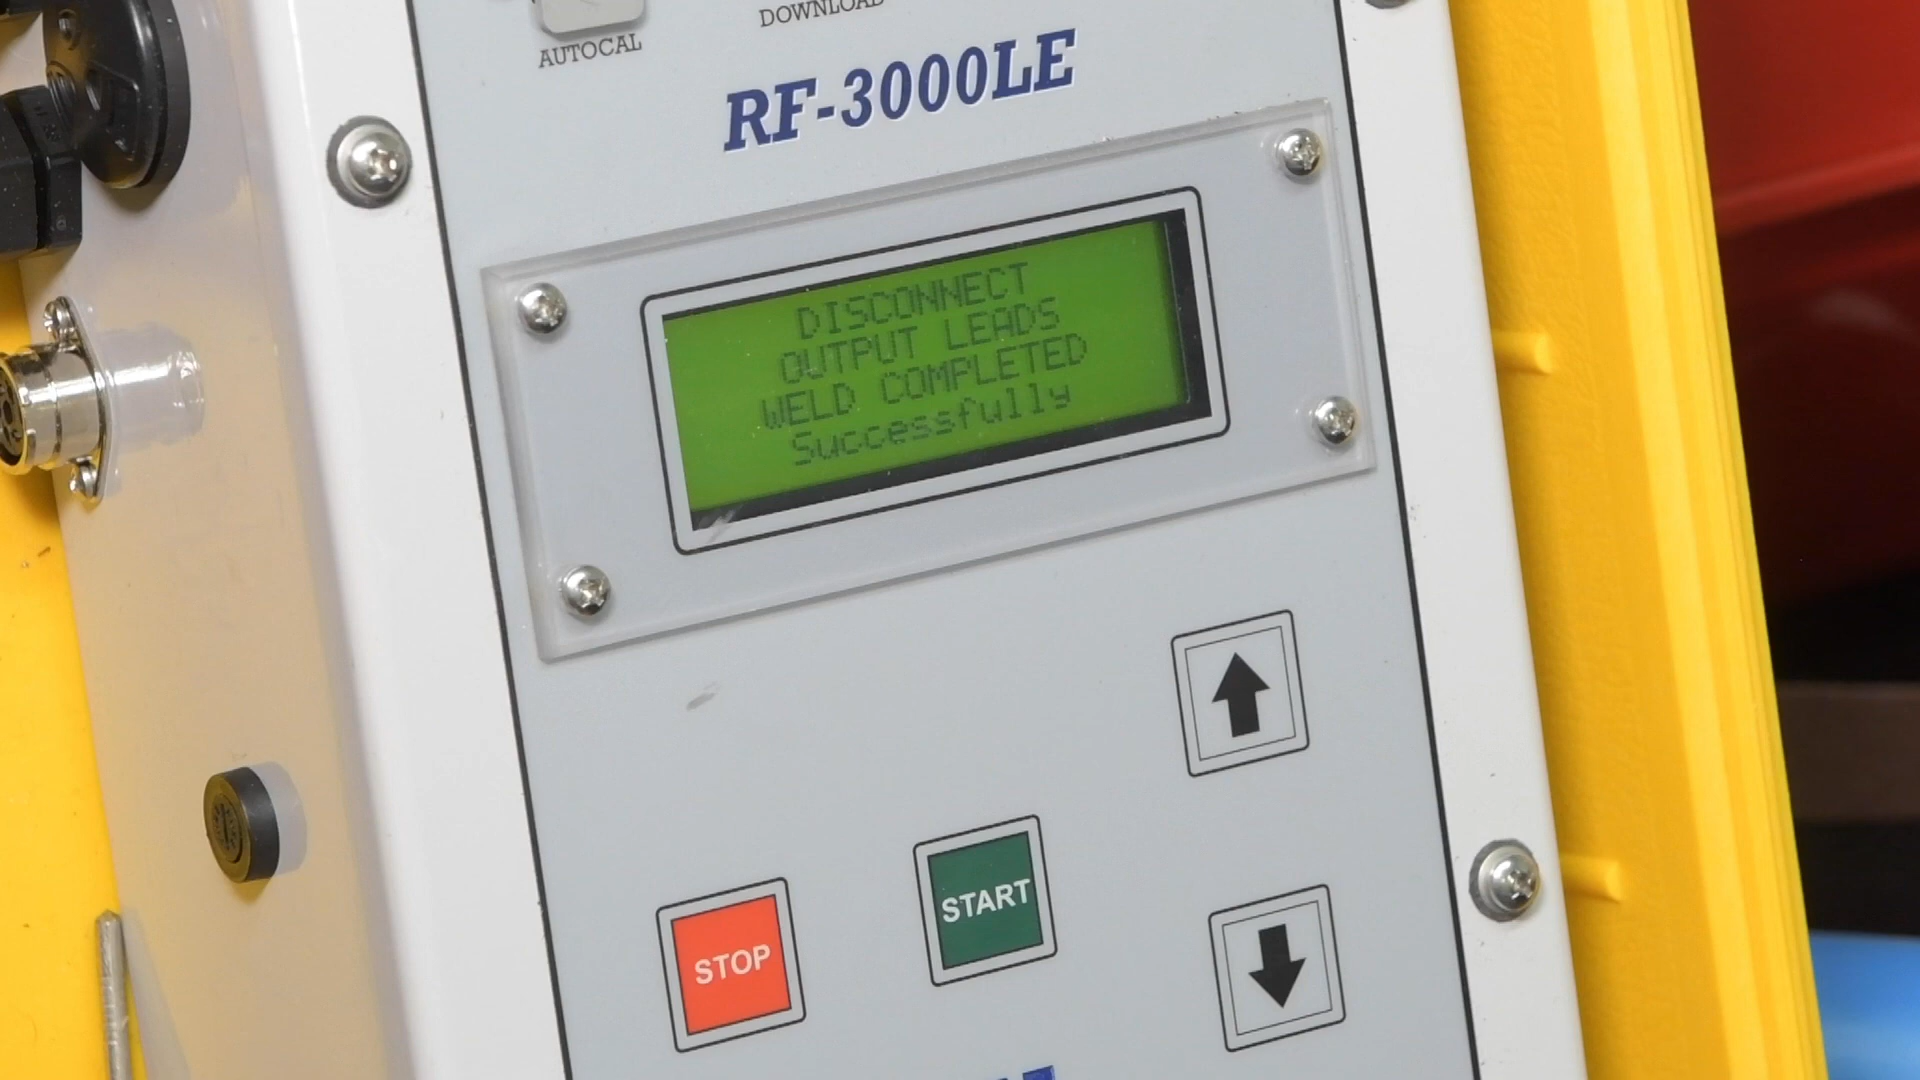 DOWNLOAD
AUTOCAL
RF-3000LE
DISCONNECT
OUTPUT LEADS
WELD COMPLETED
Successfully
START
STOP